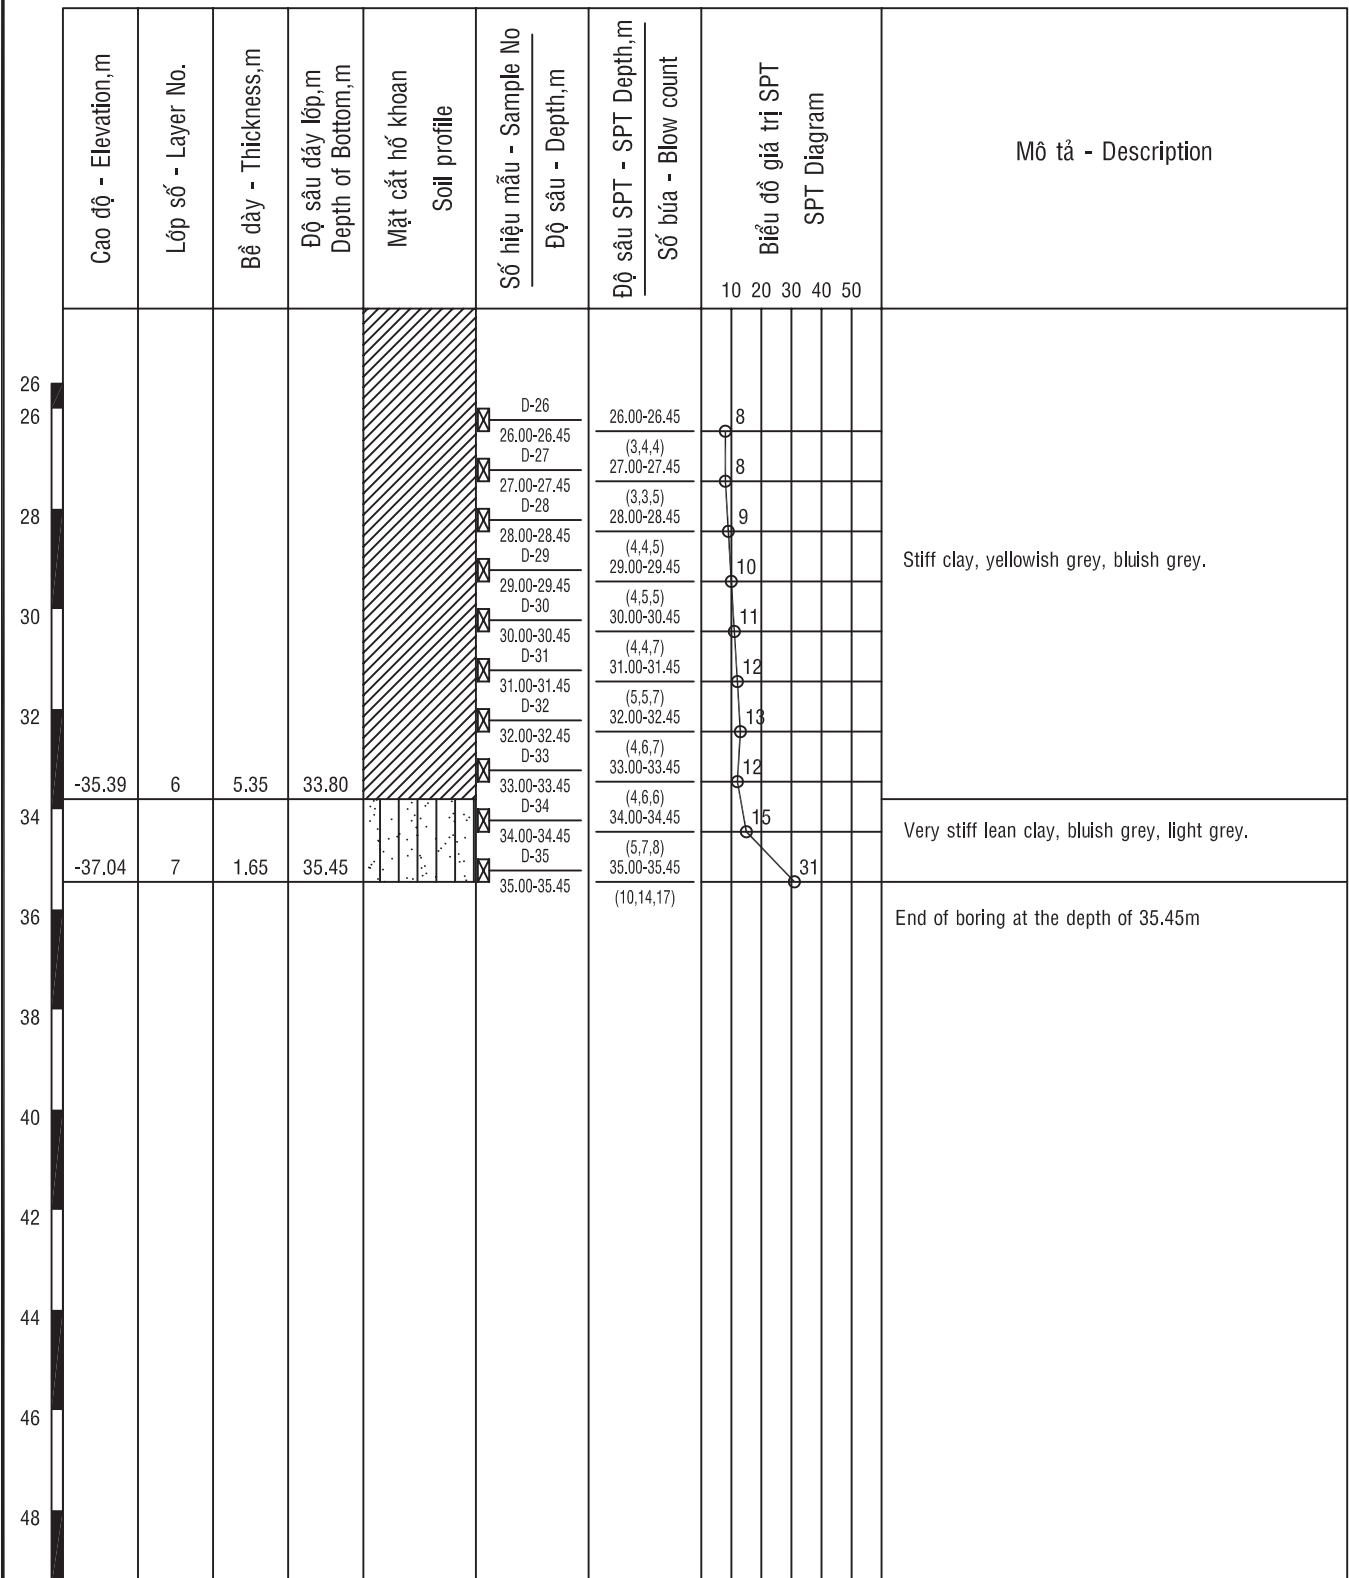 Cao độ - Elevation,m
Lớp số - Layer No.
Bề dày - Thickness,m
Độ sâu đáy lớp,m
Depth of Bottom,m
Mặt cắt hố khoan
Soil profile
Số hiệu mẫu - Sample No
Độ sâu - Depth,m
Độ sâu SPT - SPT Depth,m
Số búa - Blow count
Biểu đồ giá trị SPT
SPT Diagram
10 20 30 40 50
Mô tả - Description
26
26
28
30
32
34
36
38
40
42
44
46
48
-35.39 6 5.35 33.80
-37.04 7 1.65 35.45
D-26
26.00-26.45
D-27
27.00-27.45
D-28
28.00-28.45
D-29
29.00-29.45
D-30
30.00-30.45
D-31
31.00-31.45
D-32
32.00-32.45
D-33
33.00-33.45
D-34
34.00-34.45
D-35
35.00-35.45
26.00-26.45
(3,4,4)
27.00-27.45
(3,3,5)
28.00-28.45
(4,4,5)
29.00-29.45
(4,5,5)
30.00-30.45
(4,4,7)
31.00-31.45
(5,5,7)
32.00-32.45
(4,6,7)
33.00-33.45
(4,6,6)
34.00-34.45
(5,7,8)
35.00-35.45
(10,14,17)
8
8
9
10
11
12
13
12
15
31
Stiff clay, yellowish grey, bluish grey.
Very stiff lean clay, bluish grey, light grey.
End of boring at the depth of 35.45m